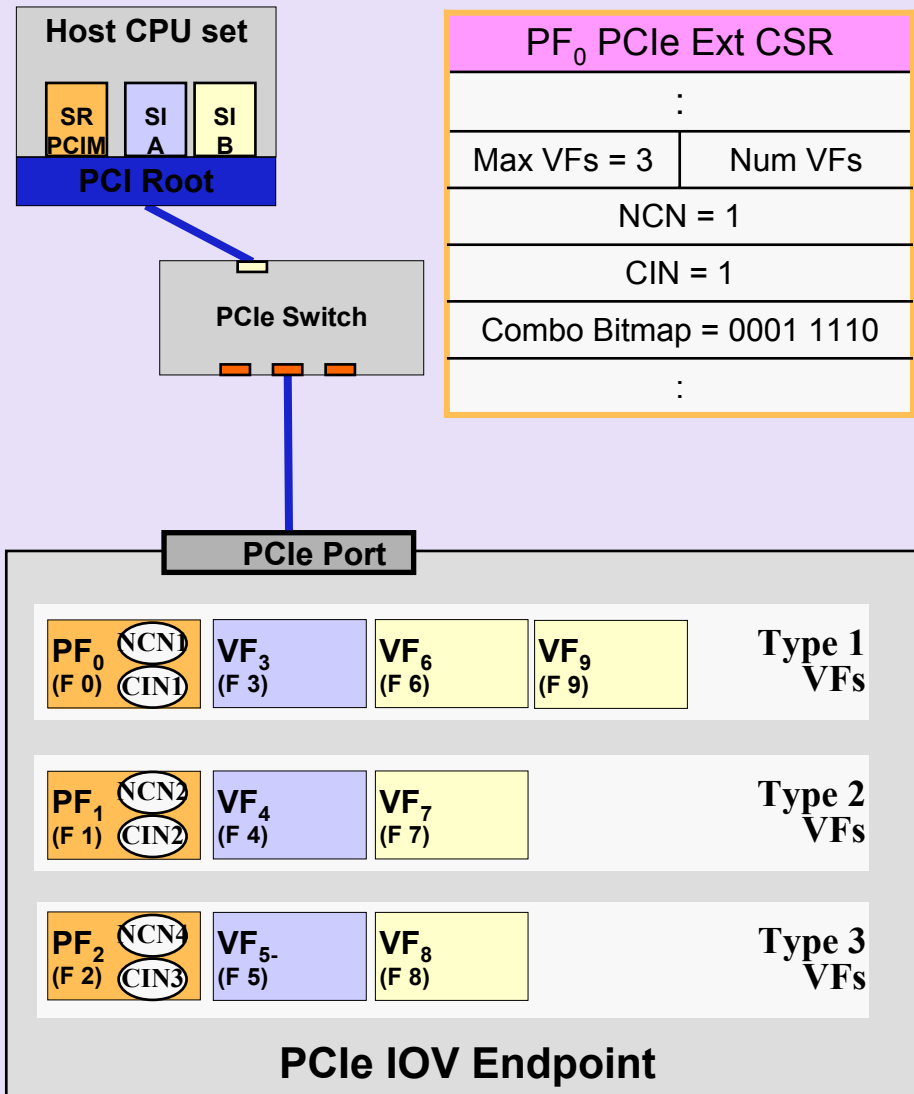 Host CPU set
SR
PCIM
SI
A
SI
B
PCI Root
PCIe Switch
PF0 PCIe Ext CSR
:
Max VFs = 3
Num VFs
NCN = 1
CIN = 1
Combo Bitmap = 0001 1110
:
PCIe Port
PF0
(F 0)
NCN1
CIN1
VF3
(F 3)
VF6
(F 6)
VF9
(F 9)
Type 1
VFs
PF1
(F 1)
NCN2
CIN2
VF4
(F 4)
VF7
(F 7)
Type 2
VFs
PF2
(F 2)
NCN4
CIN3
VF5-
(F 5)
VF8
(F 8)
Type 3
VFs
PCIe IOV Endpoint